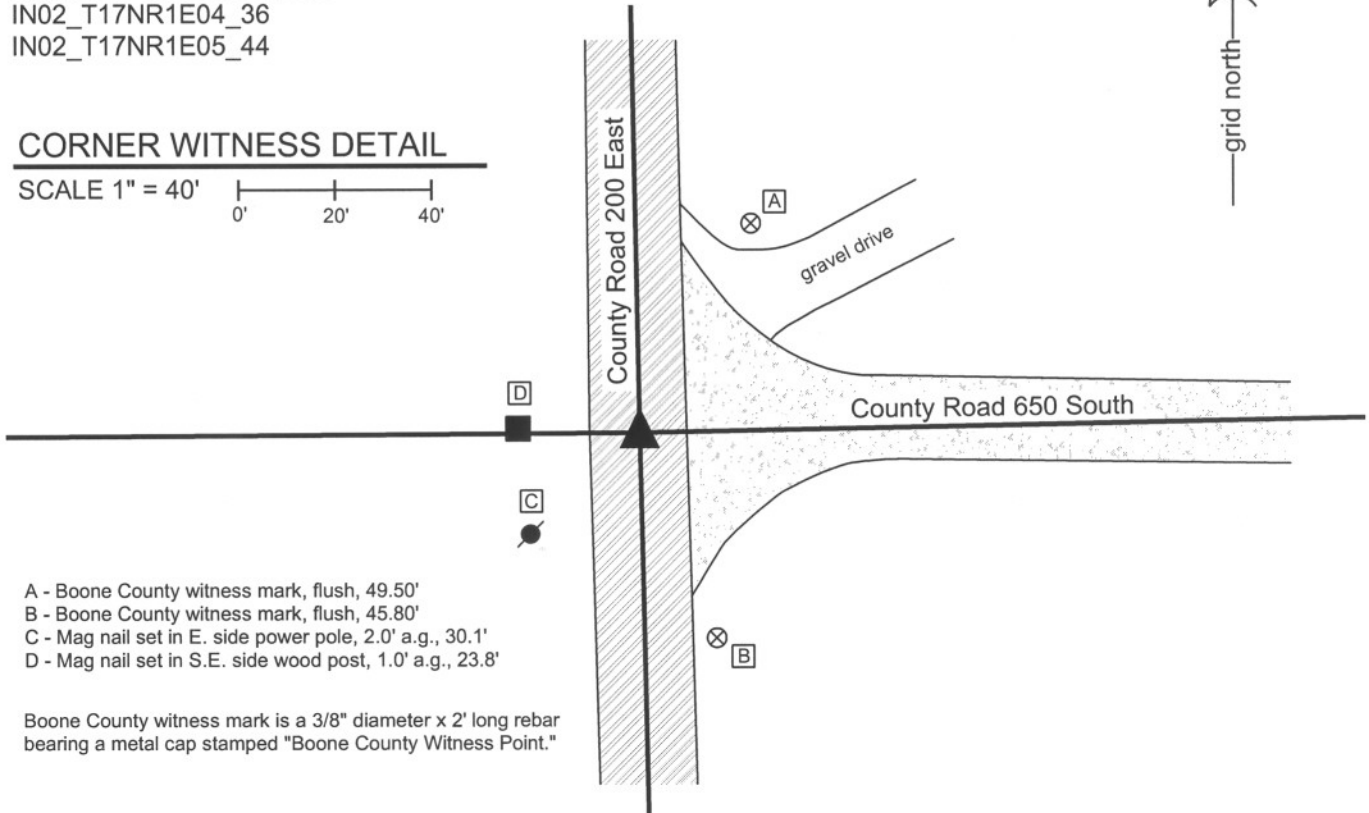 IN02_T17NR1E04_36
IN02_T17NR1E05_44
grid north
CORNER WITNESS DETAIL
SCALE 1" = 40'
0' 20' 40'
County Road 200 East
A
gravel drive
D
County Road 650 South
C
B
A - Boone County witness mark, flush, 49.50'
B - Boone County witness mark, flush, 45.80'
C - Mag nail set in E. side power pole, 2.0' a.g., 30.1'
D - Mag nail set in S.E. side wood post, 1.0' a.g., 23.8'
Boone County witness mark is a 3/8" diameter x 2' long rebar
bearing a metal cap stamped "Boone County Witness Point."